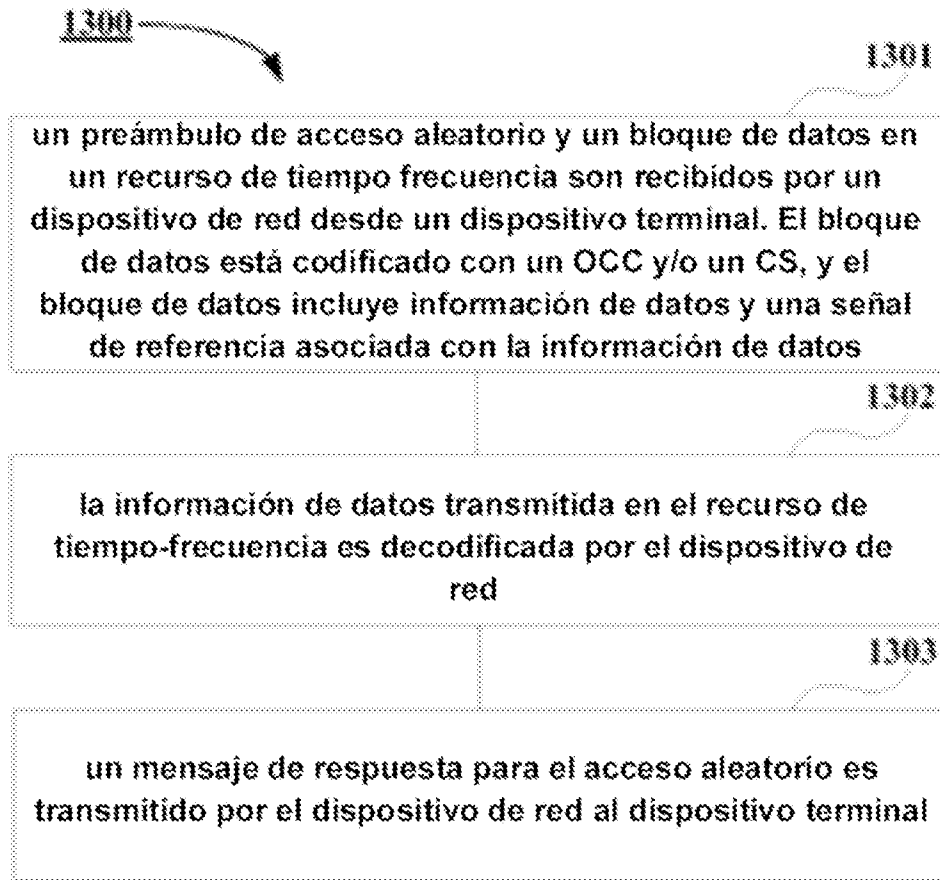 1300
1301
un preámbulo de acceso aleatorio y un bloque de datos en
un recurso de tiempo frecuencia son recibidos por un
dispositivo de red desde un dispositivo terminal. El bloque
de datos está codificado con un OCC y/o un CS, y el
bloque de datos incluye información de datos y una señal
de referencia asociada con la información de datos
1302
la información de datos transmitida en el recurso de
tiempo-frecuencia es decodificada por el dispositivo de
red
1303
un mensaje de respuesta para el acceso aleatorio es
transmitido por el dispositivo de red al dispositivo terminal